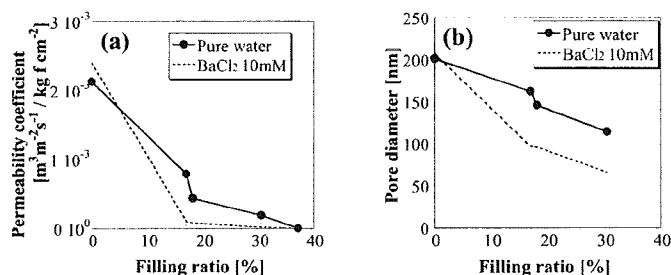 (a)
Pure water
BaCl2 10mM
3 10-3
2 10-3
1 10-3
0 100
Permeability coefficient
[m3m-2s-1 / kg f cm-2]
0 10 20 30 40
Filling ratio [%]
(b)
Pure water
BaCl2 10mM
250
200
150
100
50
0
Pore diameter [nm]
0 10 20 30 40
Filling ratio [%]